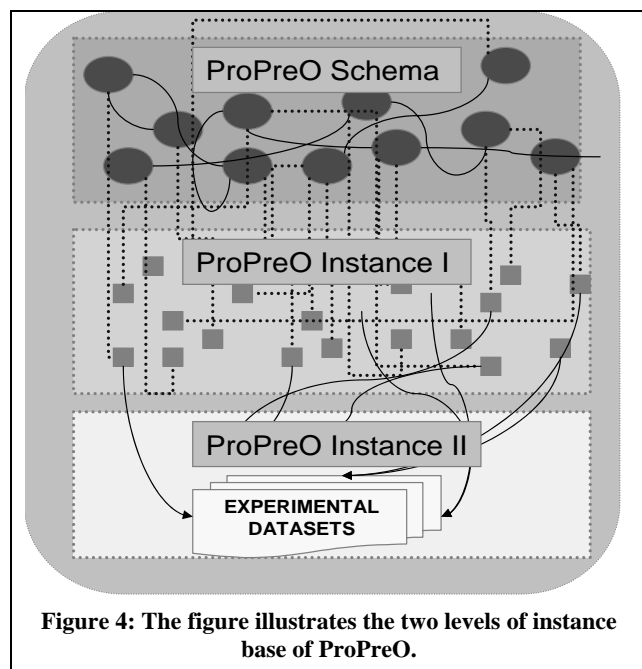 ProPreO Schema
ProPreO Instance I
ProPreO Instance II
EXPERIMENTAL
DATASETS
Figure 4: The figure illustrates the two levels of instance
base of ProPreO.